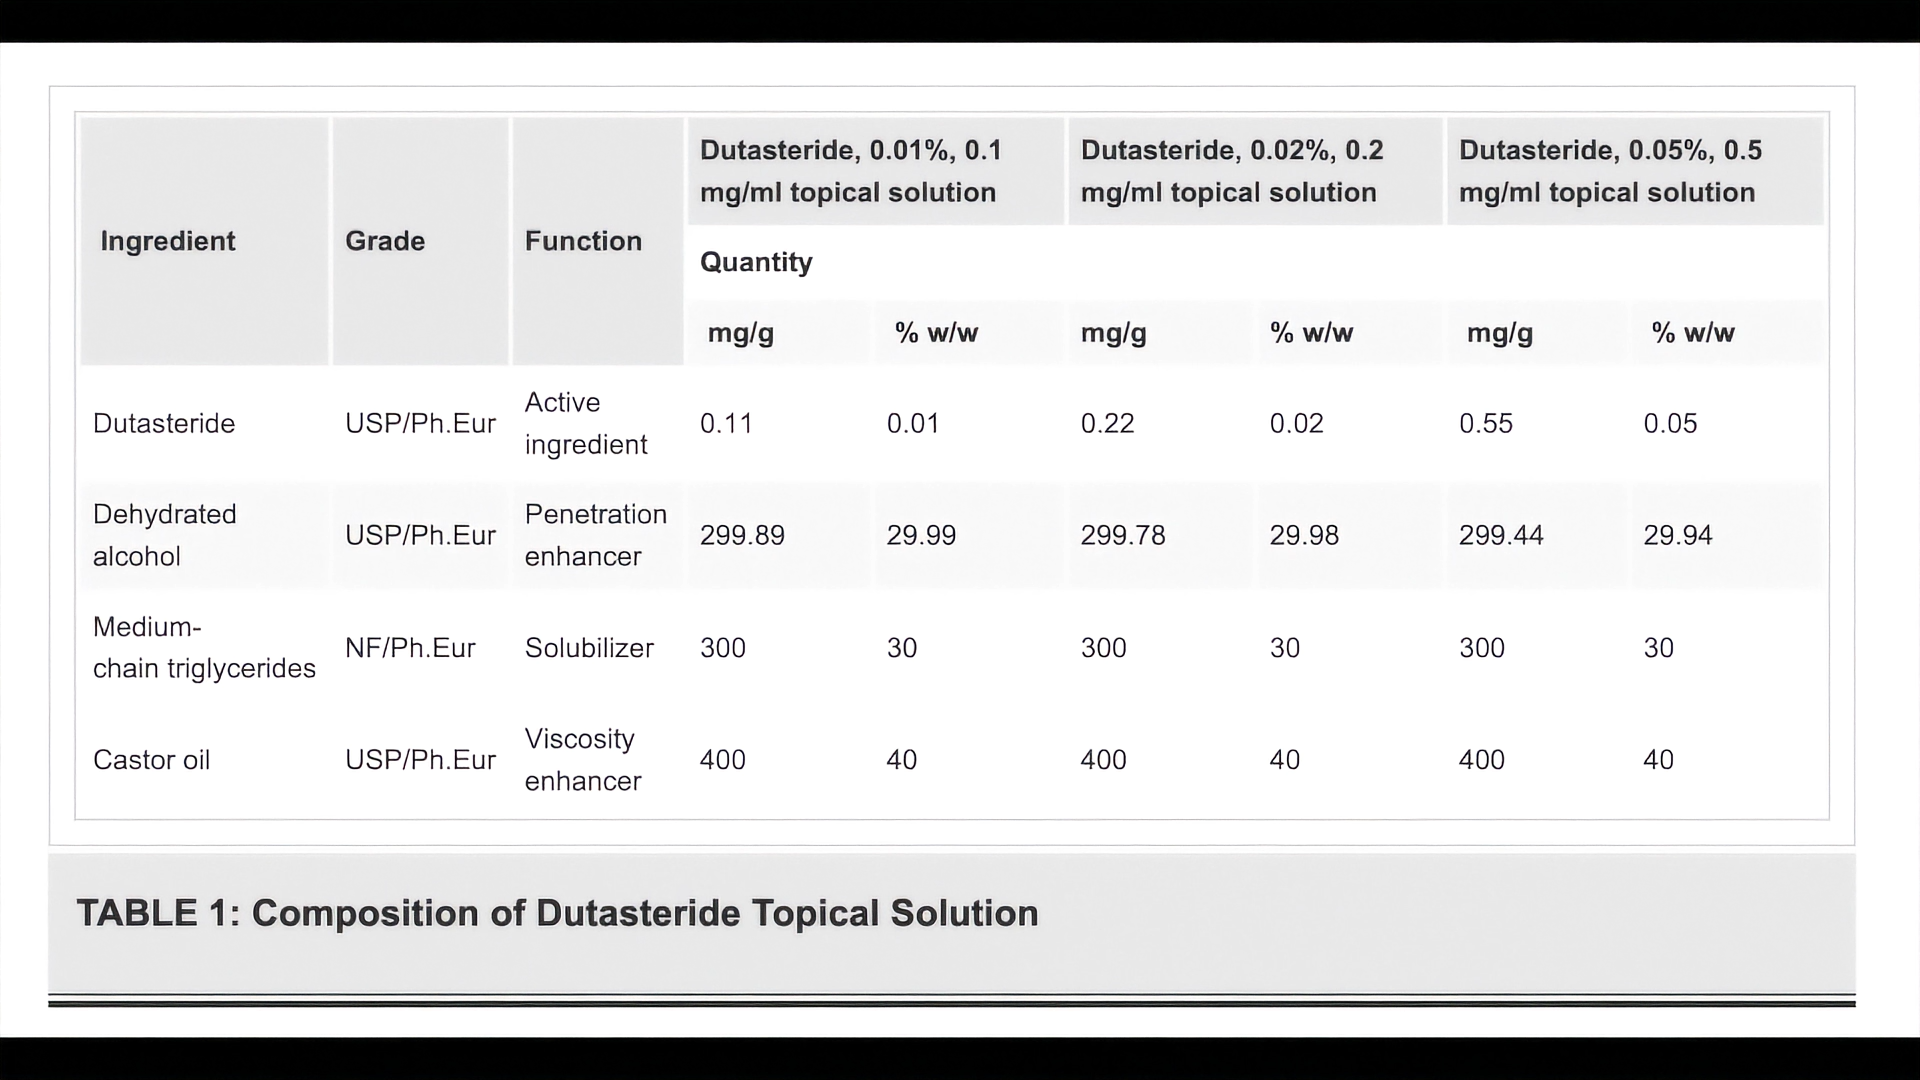 Ingredient Grade Function Dutasteride, 0.01%, 0.1 mg/ml topical solution Dutasteride, 0.02%, 0.2 mg/ml topical solution Dutasteride, 0.05%, 0.5 mg/ml topical solution
Quantity
mg/g % w/w mg/g % w/w mg/g % w/w
Dutasteride USP/Ph.Eur Active ingredient 0.11 0.01 0.22 0.02 0.55 0.05
Dehydrated alcohol USP/Ph.Eur Penetration enhancer 299.89 29.99 299.78 29.98 299.44 29.94
Medium-chain triglycerides NF/Ph.Eur Solubilizer 300 30 300 30 300 30
Castor oil USP/Ph.Eur Viscosity enhancer 400 40 400 40 400 40
TABLE 1: Composition of Dutasteride Topical Solution